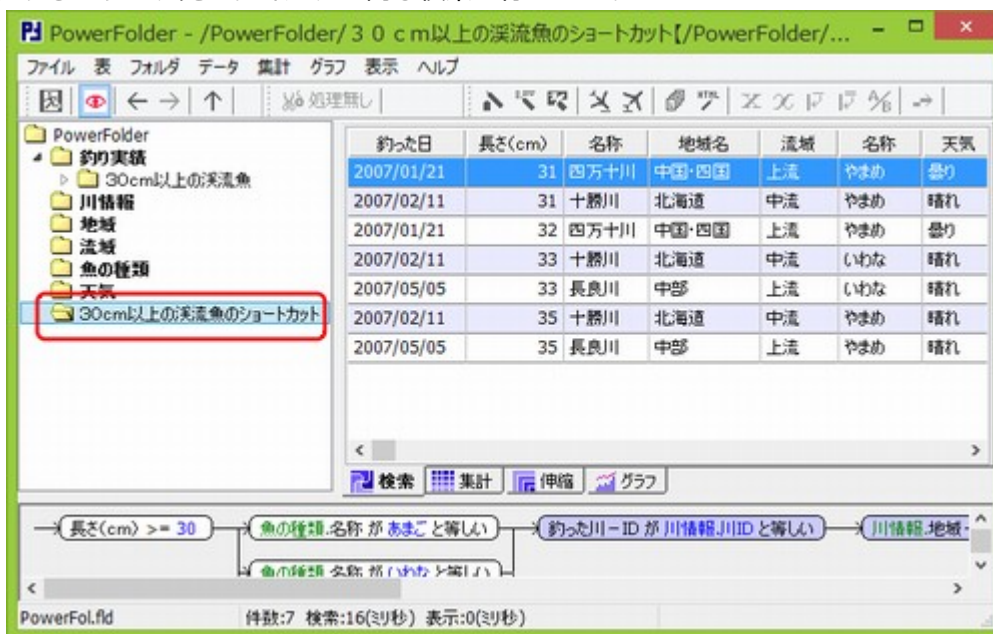 PowerFolder - /PowerFolder/３０ｃｍ以上の渓流魚のショートカット【/PowerFolder/...
ファイル 表 フォルダ データ 集計 グラフ 表示 ヘルプ
処理無し
PowerFolder
釣り実績
30cm以上の渓流魚
川情報
地域
流域
魚の種類
天気
30cm以上の渓流魚のショートカット
釣った日 長さ(cm) 名称 地域名 流域 名称 天気
2007/01/21 31 四万十川 中国・四国 上流 やまめ 曇り
2007/02/11 31 十勝川 北海道 中流 やまめ 晴れ
2007/01/21 32 四万十川 中国・四国 上流 やまめ 曇り
2007/02/11 33 十勝川 北海道 中流 いわな 晴れ
2007/05/05 33 長良川 中部 上流 いわな 晴れ
2007/02/11 35 十勝川 北海道 中流 やまめ 晴れ
2007/05/05 35 長良川 中部 上流 やまめ 晴れ
検索 集計 伸縮 グラフ
長さ(cm) >= 30 魚の種類.名称 が あまご と等しい 釣った川－ID が 川情報.川ID と等しい 川情報.地域-
魚の種類.名称 が いわな と等しい
PowerFol.fld 件数:7 検索:16(ミリ秒) 表示:0(ミリ秒)